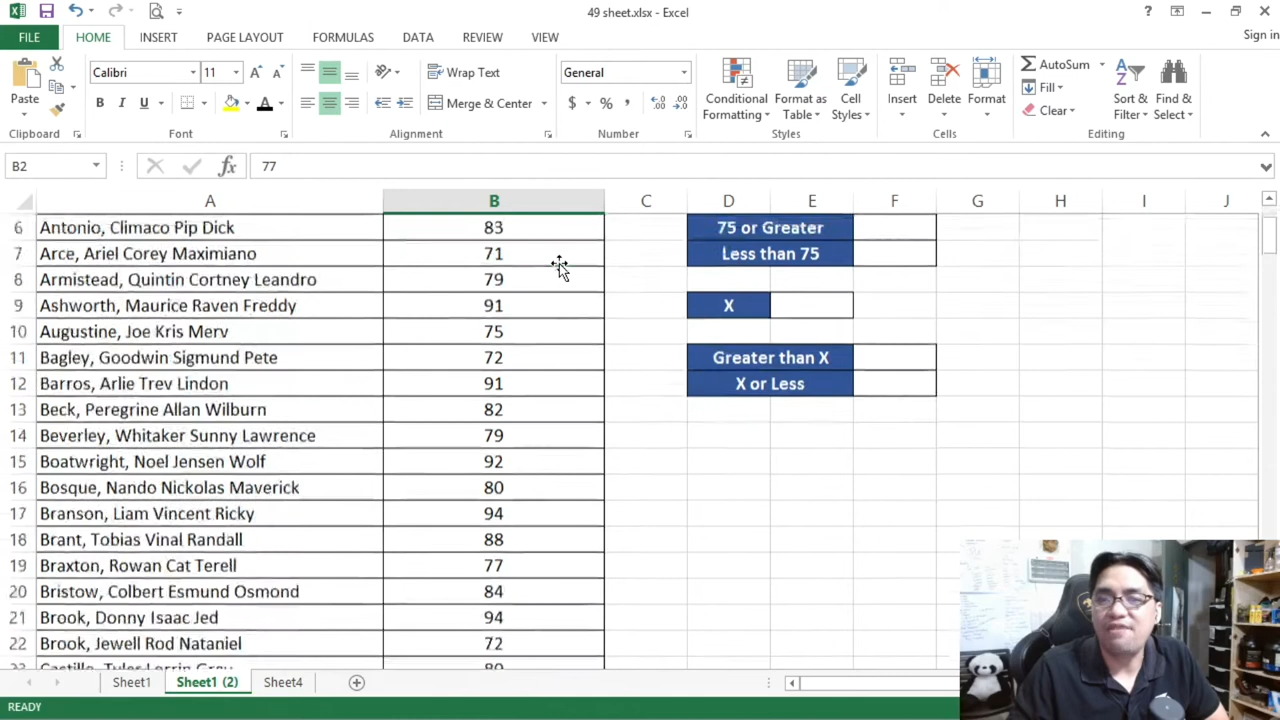 49 sheet.xlsx - Excel
Sign in
FILE HOME INSERT PAGE LAYOUT FORMULAS DATA REVIEW VIEW
Paste
Clipboard
Calibri 11
B I U
Font
Wrap Text
Merge & Center
Alignment
General
$ % ,
Number
Conditional Formatting
Format as Table
Cell Styles
Styles
Insert
Delete
Format
Cells
AutoSum
Fill
Clear
Sort & Filter
Find & Select
Editing
B2 fx 77
A B C D E F G H I J
6 Antonio, Climaco Pip Dick 83 75 or Greater
7 Arce, Ariel Corey Maximiano 71 Less than 75
8 Armistead, Quintin Cortney Leandro 79
9 Ashworth, Maurice Raven Freddy 91 X
10 Augustine, Joe Kris Merv 75
11 Bagley, Goodwin Sigmund Pete 72 Greater than X
12 Barros, Arlie Trev Lindon 91 X or Less
13 Beck, Peregrine Allan Wilburn 82
14 Beverley, Whitaker Sunny Lawrence 79
15 Boatwright, Noel Jensen Wolf 92
16 Bosque, Nando Nickolas Maverick 80
17 Branson, Liam Vincent Ricky 94
18 Brant, Tobias Vinal Randall 88
19 Braxton, Rowan Cat Terell 77
20 Bristow, Colbert Esmund Osmond 84
21 Brook, Donny Isaac Jed 94
22 Brook, Jewell Rod Nataniel 72
Sheet1 Sheet1 (2) Sheet4
READY